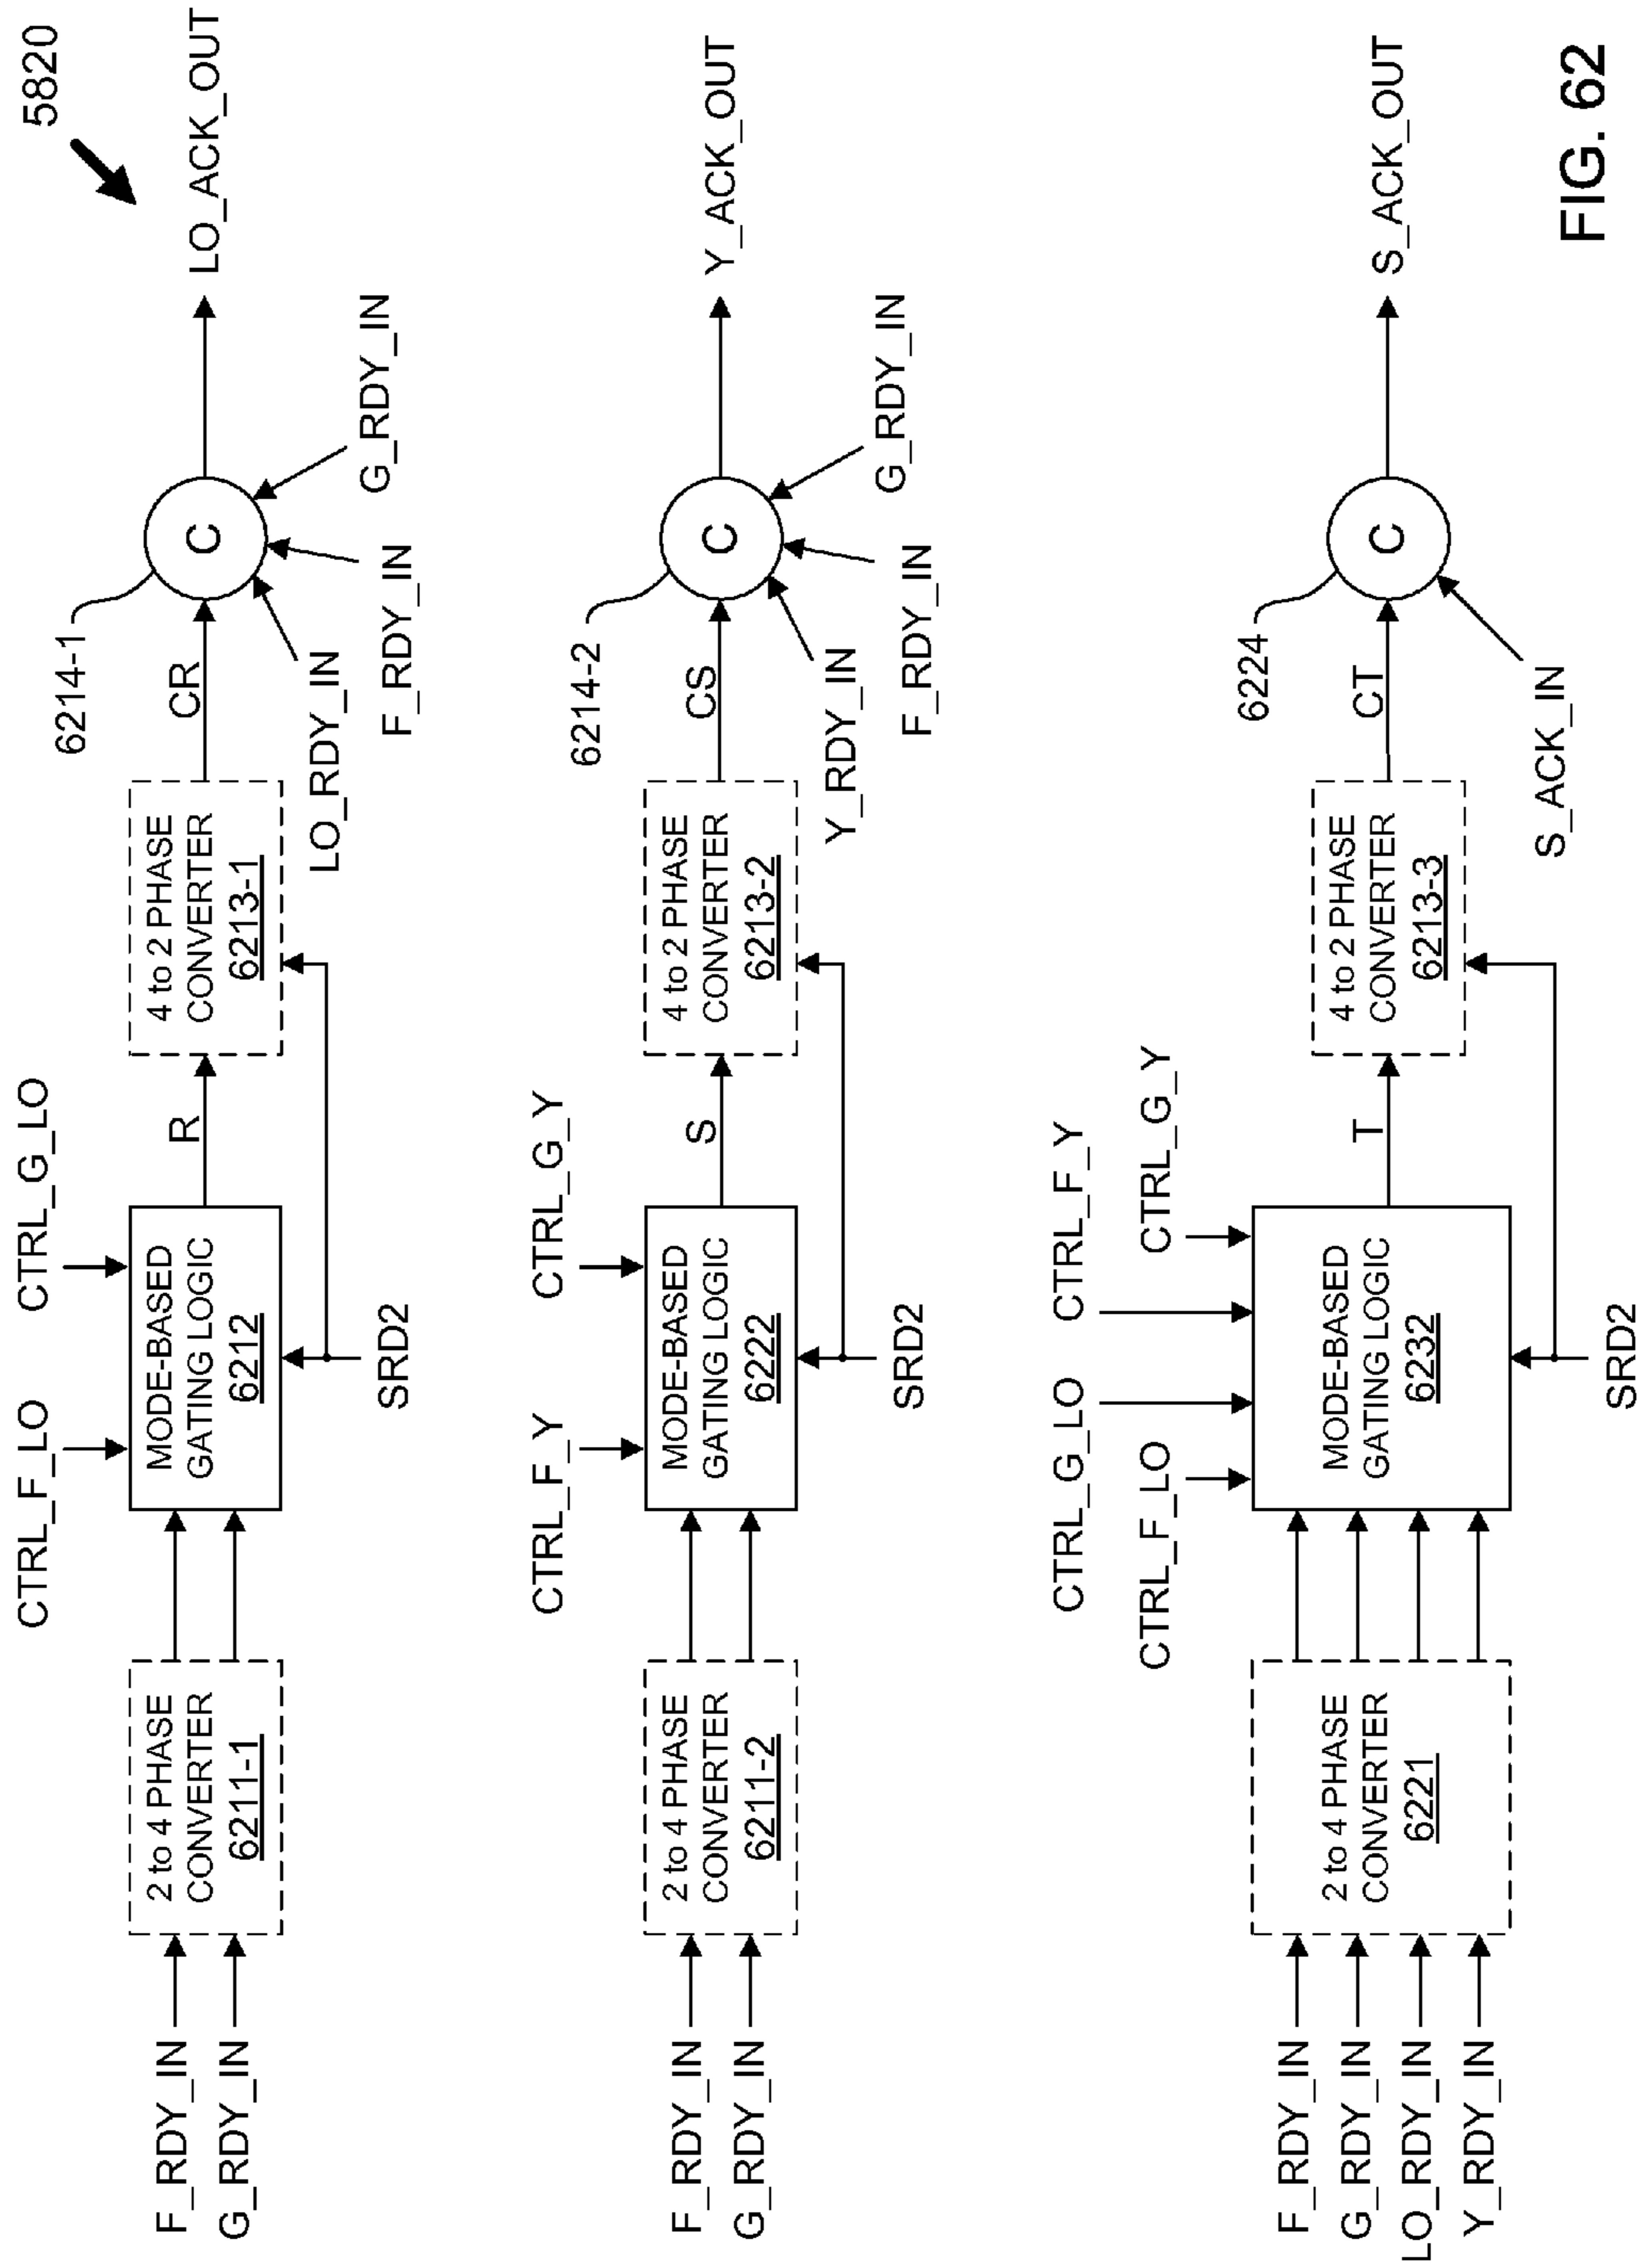 5820
F_RDY_IN
G_RDY_IN
2 to 4 PHASE
CONVERTER
6211-1
CTRL_F_LO
CTRL_G_LO
MODE-BASED
GATING LOGIC
6212
SRD2
R
4 to 2 PHASE
CONVERTER
6213-1
CR
6214-1
C
LO_RDY_IN
F_RDY_IN
G_RDY_IN
LO_ACK_OUT
F_RDY_IN
G_RDY_IN
2 to 4 PHASE
CONVERTER
6211-2
CTRL_F_Y
CTRL_G_Y
MODE-BASED
GATING LOGIC
6222
SRD2
S
4 to 2 PHASE
CONVERTER
6213-2
CS
6214-2
C
Y_RDY_IN
F_RDY_IN
G_RDY_IN
Y_ACK_OUT
F_RDY_IN
G_RDY_IN
LO_RDY_IN
Y_RDY_IN
2 to 4 PHASE
CONVERTER
6221
CTRL_G_LO
CTRL_F_Y
CTRL_F_LO
CTRL_G_Y
MODE-BASED
GATING LOGIC
6232
SRD2
T
4 to 2 PHASE
CONVERTER
6213-3
CT
6224
C
S_ACK_IN
S_ACK_OUT
FIG. 62